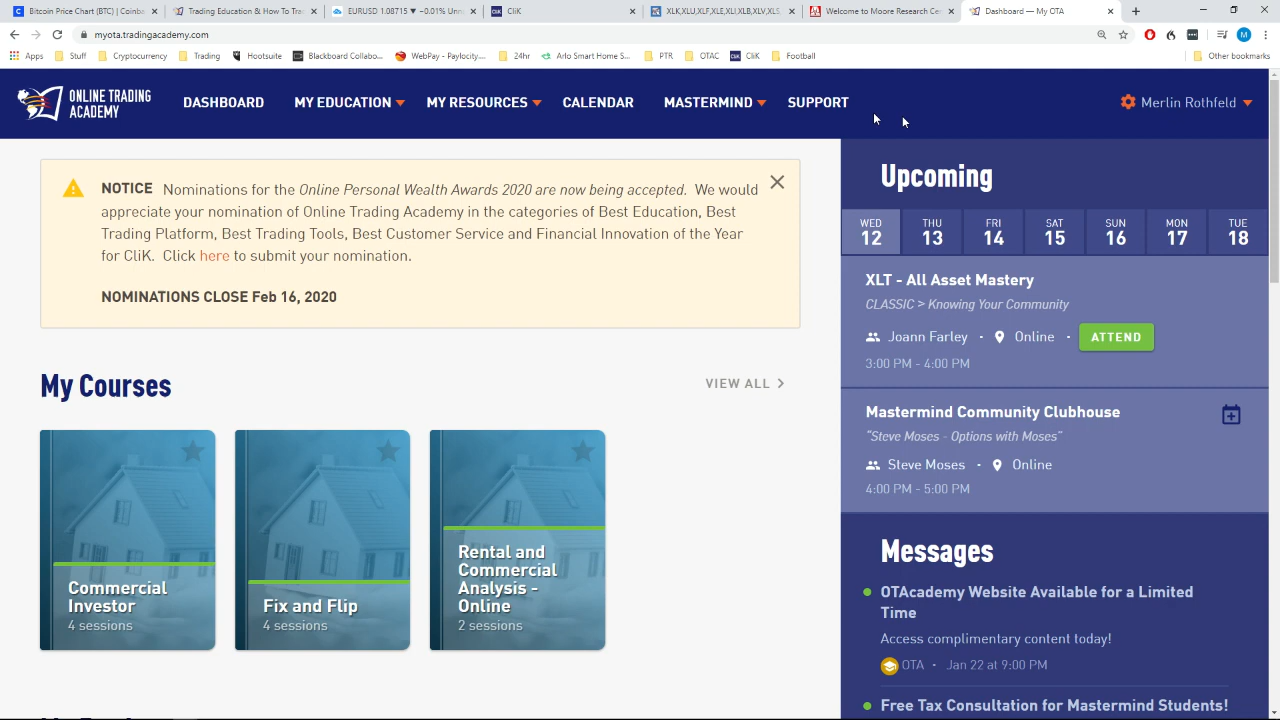 Bitcoin Price Chart (BTC) | Coinb
Trading Education & How To Trad
EURUSD 1.08715 ▼ −0.01% Unn
CliK
XLK,XLU,XLF,XLE,XLI,XLB,XLV,XLS,
Welcome to Moore Research Cen
Dashboard — My OTA
myota.tradingacademy.com
M
Apps
Sites
Cryptocurrency
Trading
Hootsuite
Blackboard Collabo...
WebPay - Paylocity...
24hr
Arlo Smart Home S...
PTR
OTAC
CliK
Football
Other bookmarks
ONLINE TRADING
ACADEMY
DASHBOARD
MY EDUCATION
MY RESOURCES
CALENDAR
MASTERMIND
SUPPORT
Merlin Rothfeld
NOTICE Nominations for the Online Personal Wealth Awards 2020 are now being accepted. We would
appreciate your nomination of Online Trading Academy in the categories of Best Education, Best
Trading Platform, Best Trading Tools, Best Customer Service and Financial Innovation of the Year
for CliK. Click here to submit your nomination.
NOMINATIONS CLOSE Feb 16, 2020
My Courses
VIEW ALL
Commercial
Investor
4 sessions
Fix and Flip
4 sessions
Rental and
Commercial
Analysis -
Online
2 sessions
Upcoming
WED THU FRI SAT SUN MON TUE
12 13 14 15 16 17 18
XLT - All Asset Mastery
CLASSIC > Knowing Your Community
Joann Farley · Online · ATTEND
3:00 PM - 4:00 PM
Mastermind Community Clubhouse
"Steve Moses - Options with Moses"
Steve Moses · Online
4:00 PM - 5:00 PM
Messages
OTAcademy Website Available for a Limited
Time
Access complimentary content today!
OTA · Jan 22 at 9:00 PM
Free Tax Consultation for Mastermind Students!